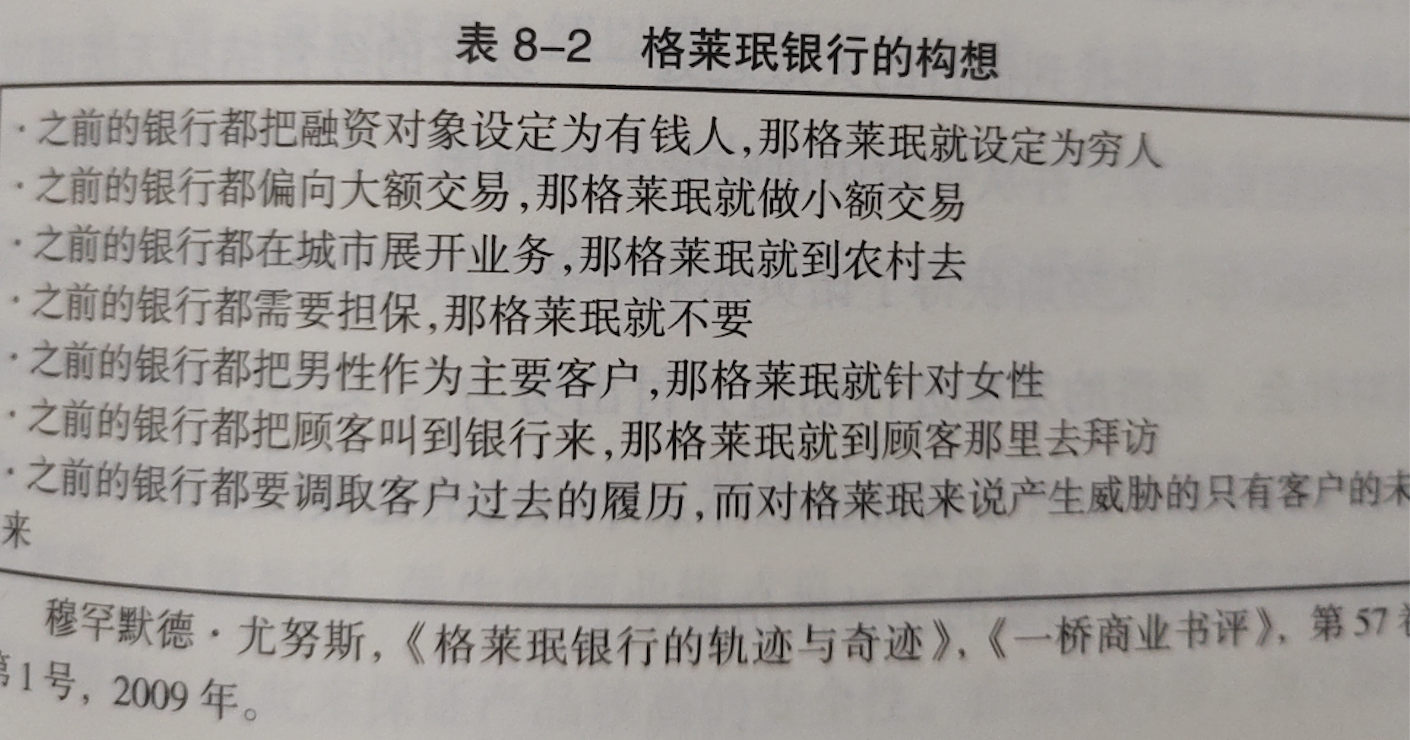 表 8-2 格莱珉银行的构想
·之前的银行都把融资对象设定为有钱人,那格莱珉就设定为穷人
·之前的银行都偏向大额交易,那格莱珉就做小额交易
·之前的银行都在城市展开业务,那格莱珉就到农村去
·之前的银行都需要担保,那格莱珉就不要
·之前的银行都把男性作为主要客户,那格莱珉就针对女性
·之前的银行都把顾客叫到银行来,那格莱珉就到顾客那里去拜访
·之前的银行都要调取客户过去的履历,而对格莱珉来说产生威胁的只有客户的未
来
穆罕默德·尤努斯,《格莱珉银行的轨迹与奇迹》,《一桥商业书评》,第57卷
第1号,2009年。